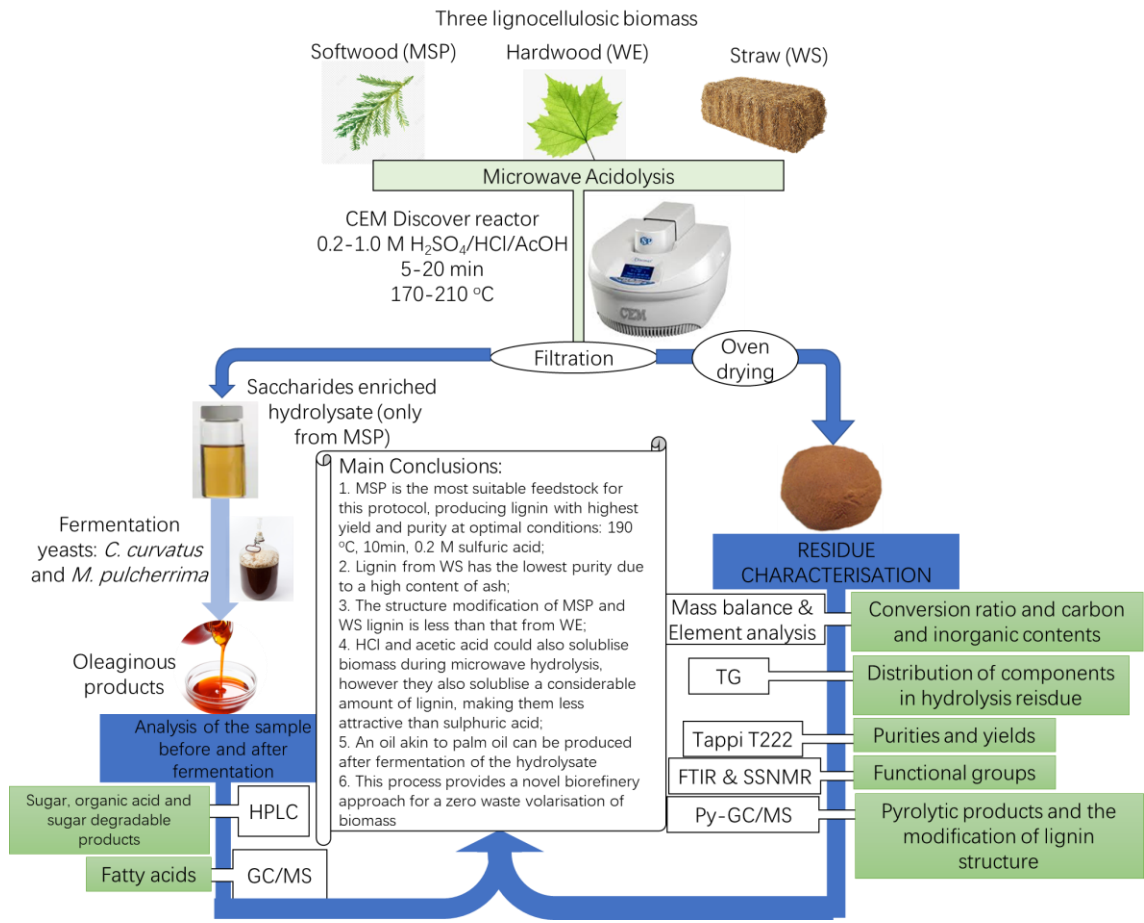 Three lignocellulosic biomass
Softwood (MSP)
Hardwood (WE)
Straw (WS)
Microwave Acidolysis
CEM Discover reactor
0.2-1.0 M H₂SO₄/HCl/AcOH
5-20 min
170-210 °C
CEM
Filtration
Oven
drying
Saccharides enriched
hydrolysate (only
from MSP)
Fermentation
yeasts: C. curvatus
and M. pulcherrima
Oleaginous
products
Analysis of the sample
before and after
fermentation
Sugar, organic acid and
sugar degradable
products
HPLC
Fatty acids
GC/MS
Main Conclusions:
1. MSP is the most suitable feedstock for
this protocol, producing lignin with highest
yield and purity at optimal conditions: 190
°C, 10min, 0.2 M sulfuric acid;
2. Lignin from WS has the lowest purity due
to a high content of ash;
3. The structure modification of MSP and
WS lignin is less than that from WE;
4. HCl and acetic acid could also solublise
biomass during microwave hydrolysis,
however they also solublise a considerable
amount of lignin, making them less
attractive than sulphuric acid;
5. An oil akin to palm oil can be produced
after fermentation of the hydrolysate
6. This process provides a novel biorefinery
approach for a zero waste volarisation of
biomass
RESIDUE
CHARACTERISATION
Mass balance &
Element analysis
Conversion ratio and carbon
and inorganic contents
TG
Distribution of components
in hydrolysis reisdue
Tappi T222
Purities and yields
FTIR & SSNMR
Functional groups
Py-GC/MS
Pyrolytic products and the
modification of lignin
structure